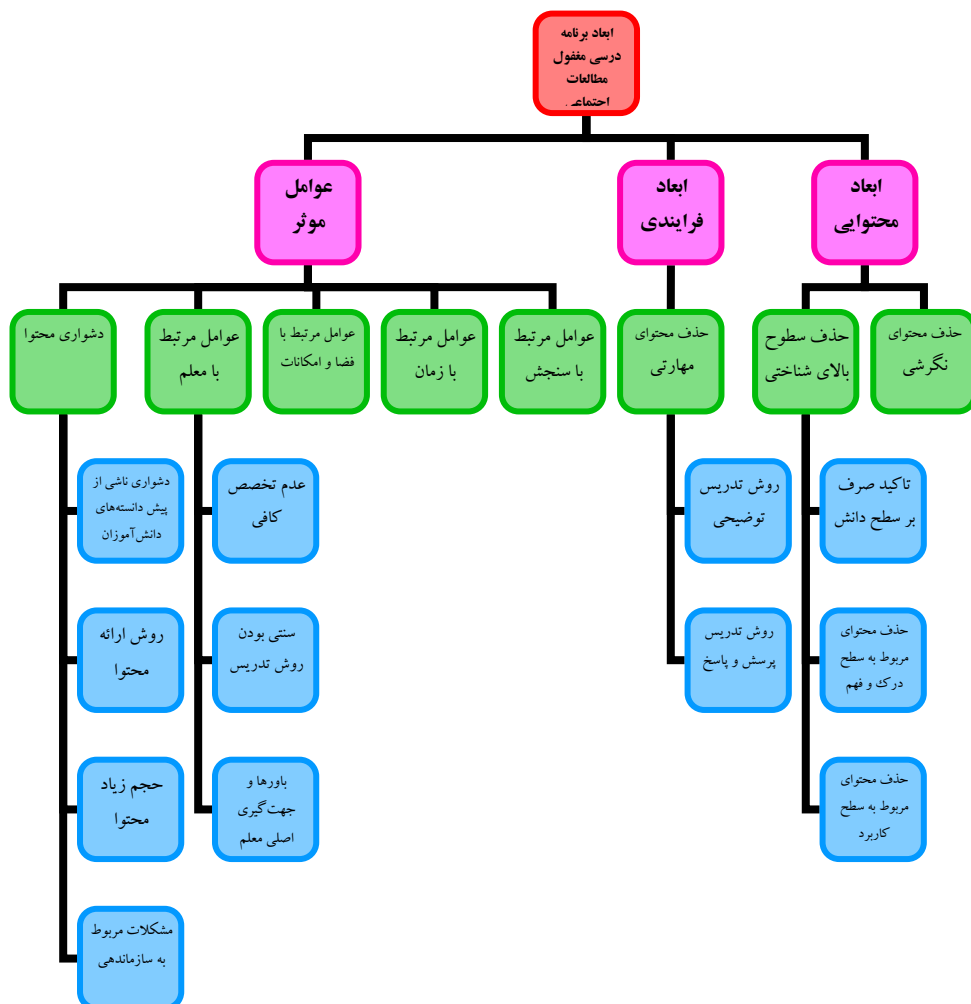 ابعاد برنامه
درسی مغفول
مطالعات
اجتماعی
ابعاد
محتوایی
ابعاد
فرایندی
عوامل
موثر
حذف محتوای
نگرشی
حذف سطوح
بالای شناختی
حذف محتوای
مهارتی
عوامل مرتبط
با سنجش
عوامل مرتبط
با زمان
عوامل مرتبط با
فضا و امکانات
عوامل مرتبط
با معلم
دشواری محتوا
تاکید صرف
بر سطح دانش
روش تدریس
توضیحی
عدم تخصص
کافی
دشواری ناشی از
پیش دانسته‌های
دانش‌آموزان
حذف محتوای
مربوط به سطح
درک و فهم
روش تدریس
پرسش و پاسخ
سنتی بودن
روش تدریس
روش ارائه
محتوا
حذف محتوای
مربوط به سطح
کاربرد
باورها و
جهت‌گیری
اصلی معلم
حجم زیاد
محتوا
مشکلات مربوط
به سازماندهی